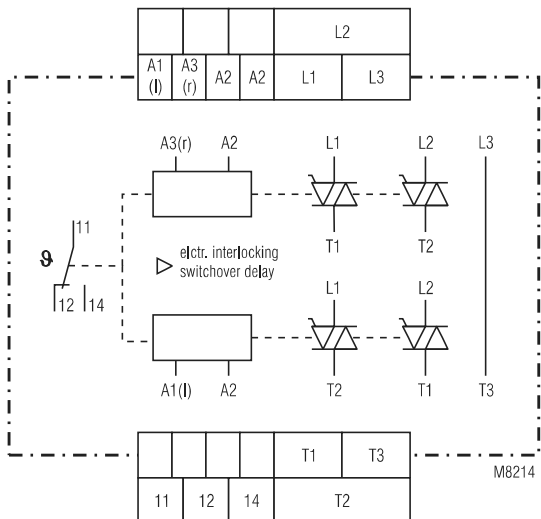 L2
A1 (l) A3 (r) A2 A2 L1 L3
A3(r) A2 L1 L2 L3
T1 T2
11
ϑ
elctr. interlocking
switchover delay
12 14
L1 L2
A1(l) A2 T2 T1 T3
T1 T3
M8214
11 12 14 T2